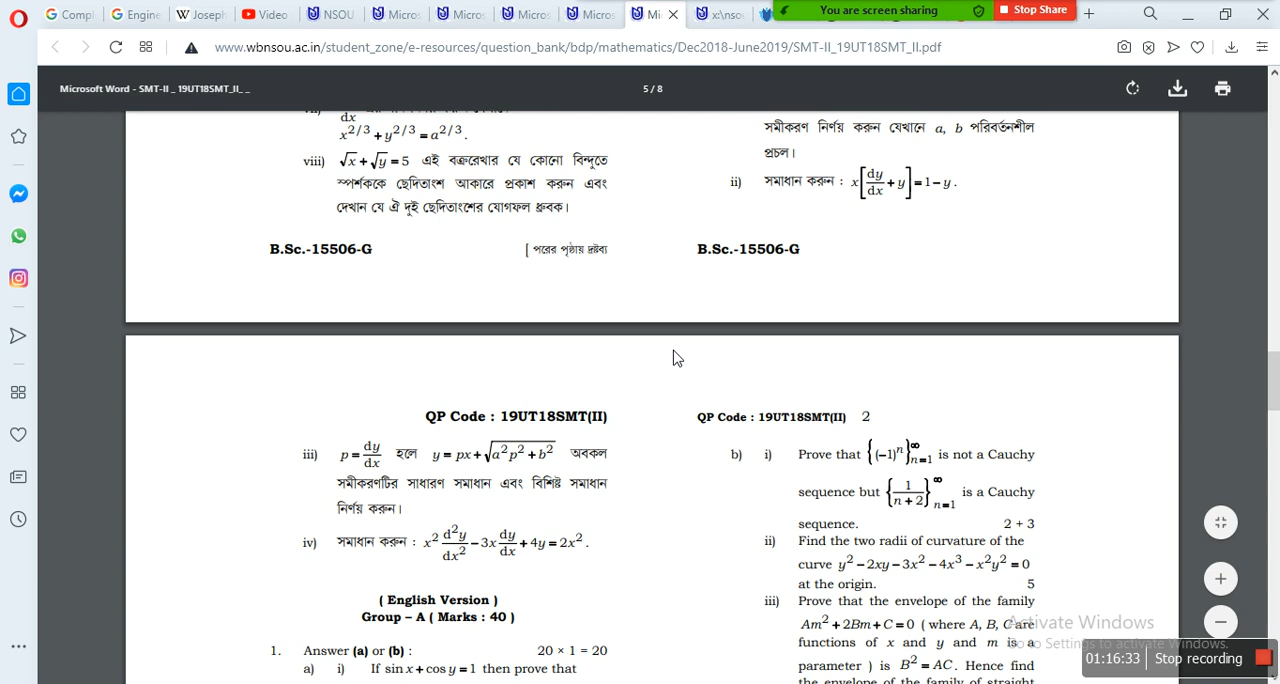 Compi
Engine
Joseph
Video
NSOU
Micros
Micros
Micros
Micros
Mi
x:\nso
You are screen sharing
Stop Share
www.wbnsou.ac.in/student_zone/e-resources/question_bank/bdp/mathematics/Dec2018-June2019/SMT-II_19UT18SMT_II.pdf
Microsoft Word - SMT-II _ 19UT18SMT_II_ _
5 / 8
dx
x^{2/3} + y^{2/3} = a^{2/3}.
viii) √x + √y = 5 এই বক্ররেখার যে কোনো বিন্দুতে
স্পর্শককে ছেদিতাংশ আকারে প্রকাশ করুন এবং
দেখান যে ঐ দুই ছেদিতাংশের যোগফল ধ্রুবক।
B.Sc.-15506-G [ পরের পৃষ্ঠায় দ্রষ্টব্য
সমীকরণ নির্ণয় করুন যেখানে a, b পরিবর্তনশীল
প্রচল।
ii) সমাধান করুন : x[dy/dx + y] = 1 – y.
B.Sc.-15506-G
QP Code : 19UT18SMT(II)
iii) p = dy/dx হলে y = px + √(a²p² + b²) অবকল
সমীকরণটির সাধারণ সমাধান এবং বিশিষ্ট সমাধান
নির্ণয় করুন।
iv) সমাধান করুন : x² d²y/dx² – 3x dy/dx + 4y = 2x².
( English Version )
Group – A ( Marks : 40 )
1. Answer (a) or (b) : 20 × 1 = 20
a) i) If sin x + cos y = 1 then prove that
QP Code : 19UT18SMT(II) 2
b) i) Prove that {(–1)^n}_{n=1}^∞ is not a Cauchy
sequence but {1/(n + 2)}_{n=1}^∞ is a Cauchy
sequence. 2 + 3
ii) Find the two radii of curvature of the
curve y² – 2xy – 3x² – 4x³ – x²y² = 0
at the origin. 5
iii) Prove that the envelope of the family
Am² + 2Bm + C = 0 ( where A, B, C are
functions of x and y and m is a
parameter ) is B² = AC. Hence find
the envelope of the family of straight
Activate Windows
Go to Settings to activate Windows.
01:16:33 Stop recording